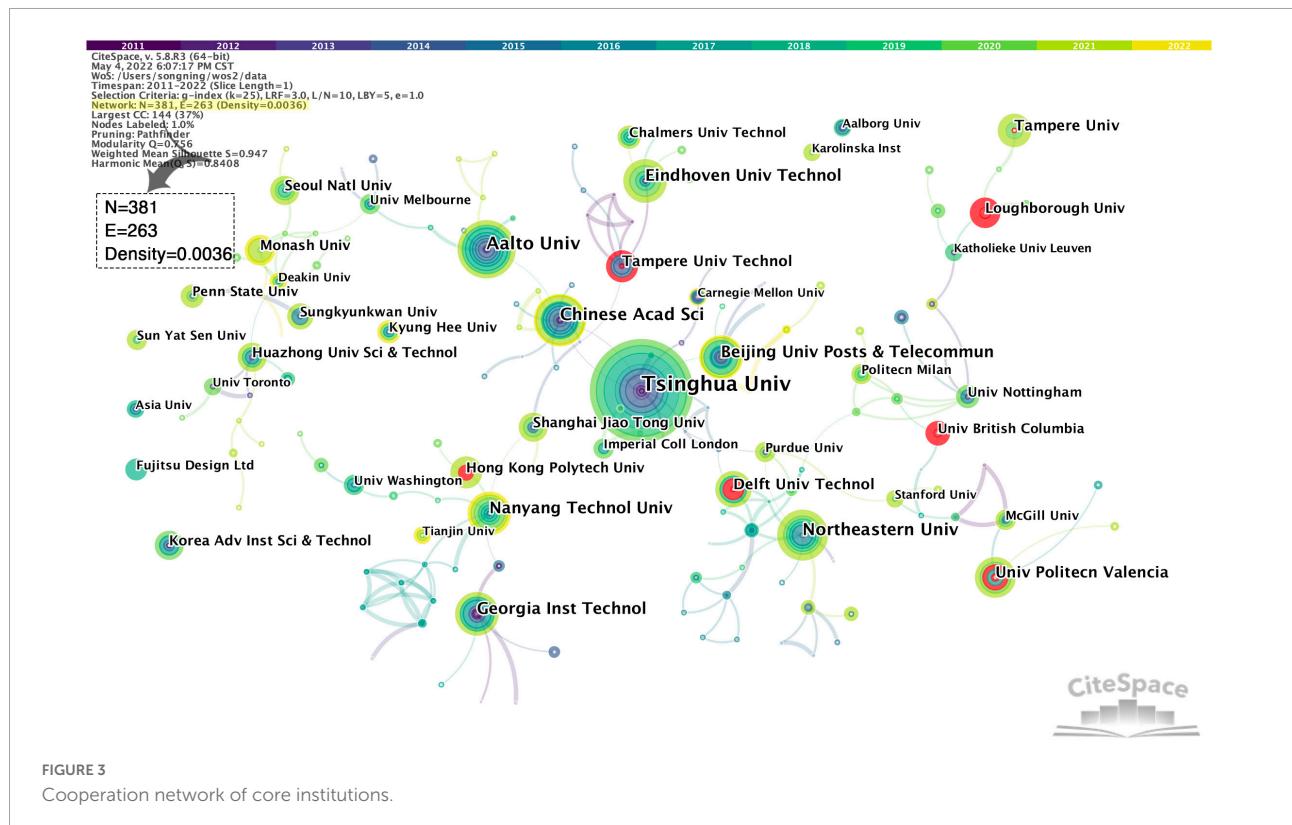 2011 2012 2013 2014 2015 2016 2017 2018 2019 2020 2021 2022
CiteSpace, v. 5.8.R3 (64-bit)
May 4, 2022 6:07:17 PM CST
WoS: /Users/songning/wos2/data
Timespan: 2011-2022 (Slice Length=1)
Selection Criteria: g-index (k=25), LRF=3.0, L/N=10, LBY=5, e=1.0
Network: N=381, E=263 (Density=0.0036)
Largest CC: 144 (37%)
Nodes Labeled: 1.0%
Pruning: Pathfinder
Modularity Q=0.756
Weighted Mean Silhouette S=0.947
Harmonic Mean(Q, S)=0.8408
N=381
E=263
Density=0.0036
Aalborg Univ
Tampere Univ
Chalmers Univ Technol
Karolinska Inst
Eindhoven Univ Technol
Seoul Natl Univ
Univ Melbourne
Loughborough Univ
Aalto Univ
Monash Univ
Katholieke Univ Leuven
Tampere Univ Technol
Deakin Univ
Penn State Univ
Carnegie Mellon Univ
Sungkyunkwan Univ
Chinese Acad Sci
Kyung Hee Univ
Sun Yat Sen Univ
Huazhong Univ Sci & Technol
Beijing Univ Posts & Telecommun
Politecn Milan
Univ Toronto
Tsinghua Univ
Univ Nottingham
Asia Univ
Shanghai Jiao Tong Univ
Univ British Columbia
Imperial Coll London
Purdue Univ
Fujitsu Design Ltd
Hong Kong Polytech Univ
Univ Washington
Delft Univ Technol
Stanford Univ
Nanyang Technol Univ
McGill Univ
Tianjin Univ
Northeastern Univ
Korea Adv Inst Sci & Technol
Univ Politecn Valencia
Georgia Inst Technol
CiteSpace
FIGURE 3
Cooperation network of core institutions.